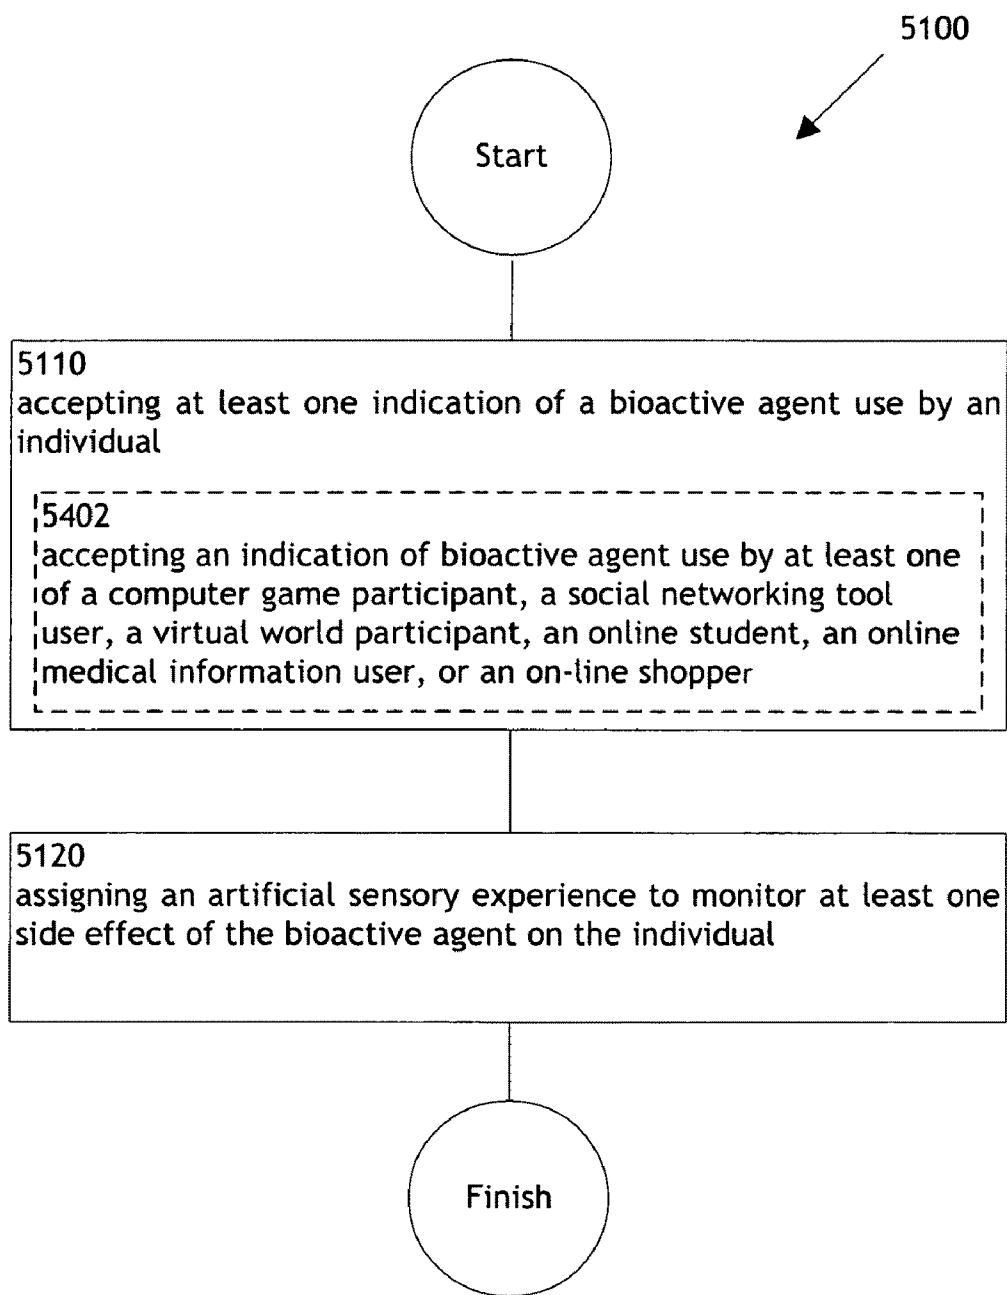 5100
Start
5110
accepting at least one indication of a bioactive agent use by an
individual
5402
accepting an indication of bioactive agent use by at least one
of a computer game participant, a social networking tool
user, a virtual world participant, an online student, an online
medical information user, or an on-line shopper
5120
assigning an artificial sensory experience to monitor at least one
side effect of the bioactive agent on the individual
Finish